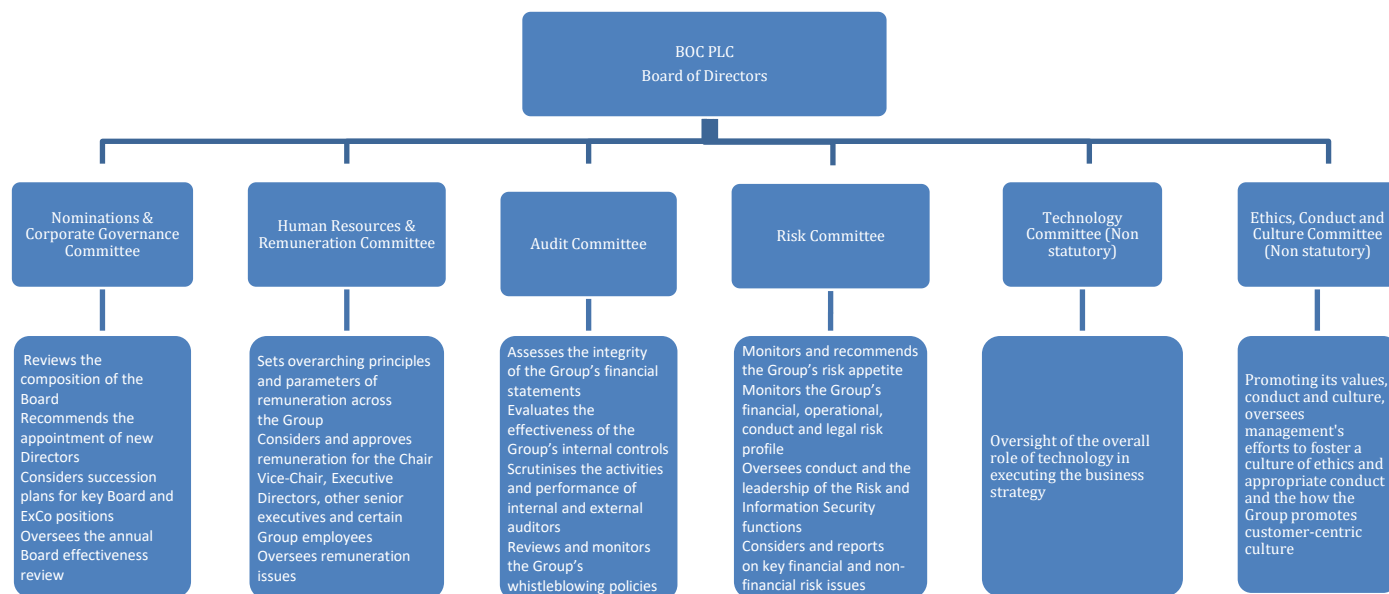 BOC PLC
Board of Directors
Nominations &
Corporate Governance
Committee
Human Resources &
Remuneration Committee
Audit Committee
Risk Committee
Technology
Committee (Non
statutory)
Ethics, Conduct and
Culture Committee
(Non statutory)
Reviews the
composition of the
Board
Recommends the
appointment of new
Directors
Considers succession
plans for key Board and
ExCo positions
Oversees the annual
Board effectiveness
review
Sets overarching principles
and parameters of
remuneration across
the Group
Considers and approves
remuneration for the Chair
Vice-Chair, Executive
Directors, other senior
executives and certain
Group employees
Oversees remuneration
issues
Assesses the integrity
of the Group's financial
statements
Evaluates the
effectiveness of the
Group's internal controls
Scrutinises the activities
and performance of
internal and external
auditors
Reviews and monitors
the Group's
whistleblowing policies
Monitors and recommends
the Group's risk appetite
Monitors the Group's
financial, operational,
conduct and legal risk
profile
Oversees conduct and the
leadership of the Risk and
Information Security
functions
Considers and reports
on key financial and non-
financial risk issues
Oversight of the overall
role of technology in
executing the business
strategy
Promoting its values,
conduct and culture,
oversees
management's
efforts to foster a
culture of ethics and
appropriate conduct
and the how the
Group promotes
customer-centric
culture